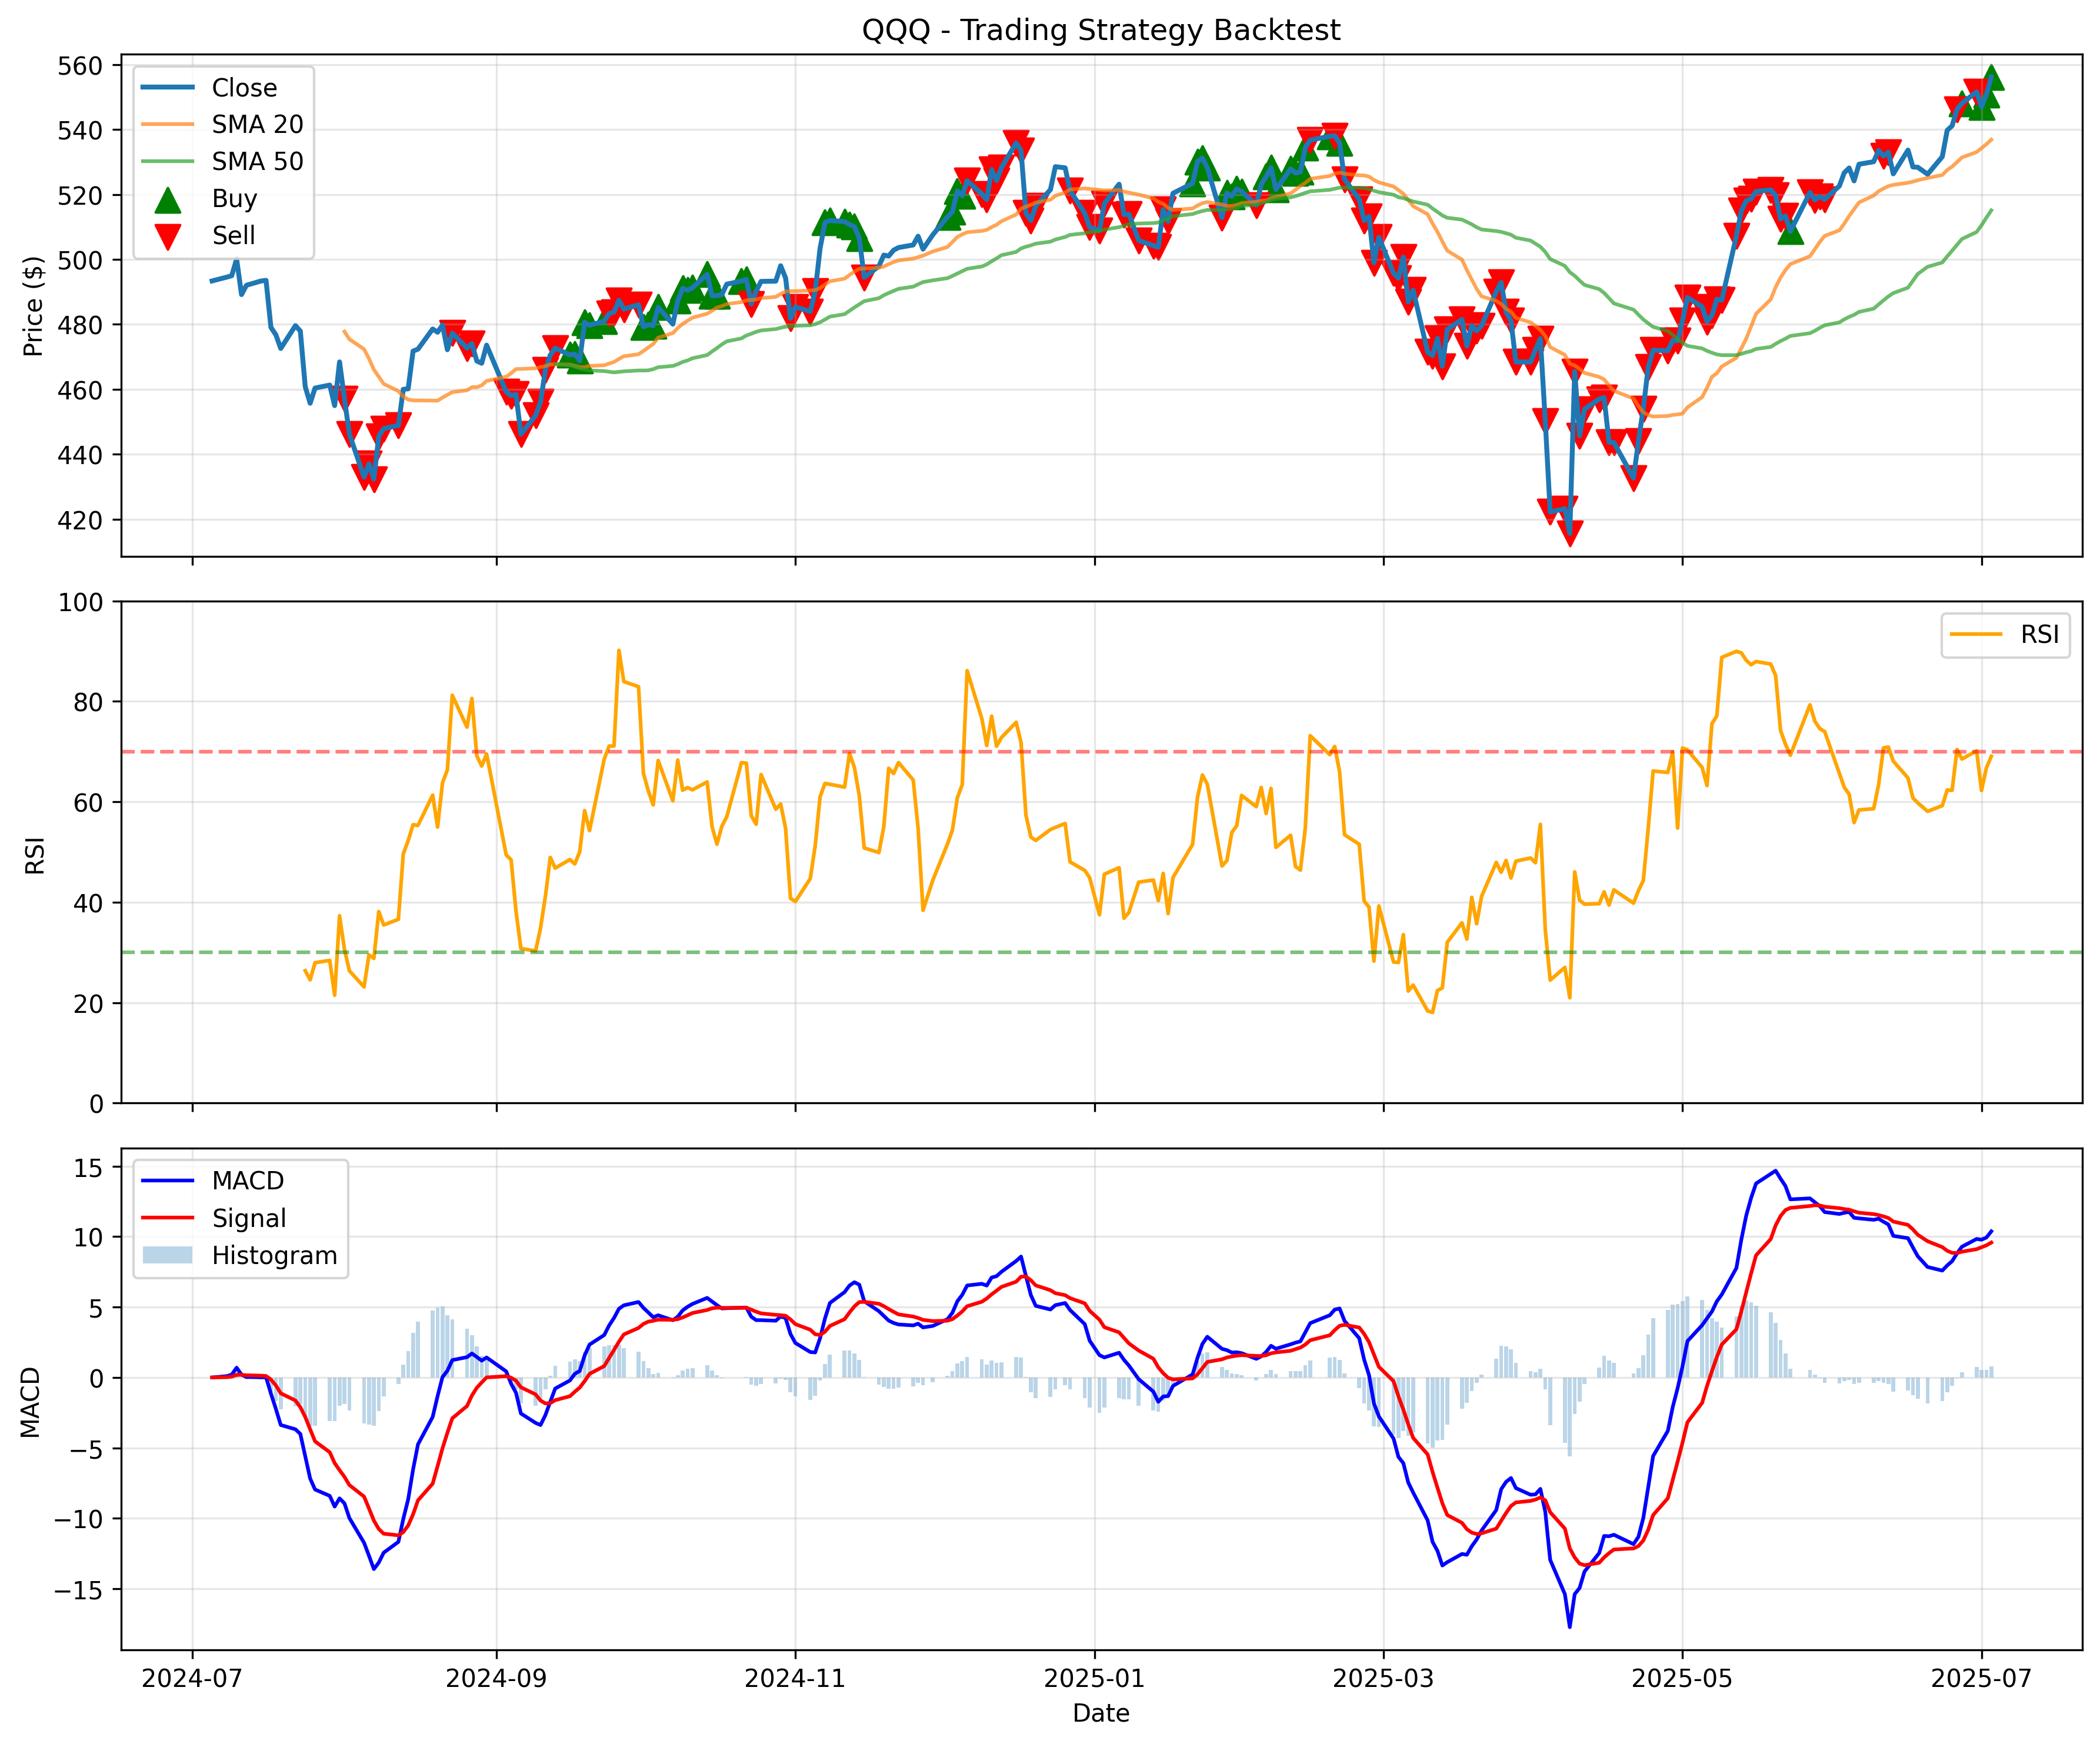 QQQ - Trading Strategy Backtest
560
540
520
500
480
460
440
420
Price ($)
Close
SMA 20
SMA 50
Buy
Sell
100
80
60
40
20
0
RSI
RSI
15
10
5
0
−5
−10
−15
MACD
MACD
Signal
Histogram
2024-07
2024-09
2024-11
2025-01
2025-03
2025-05
2025-07
Date